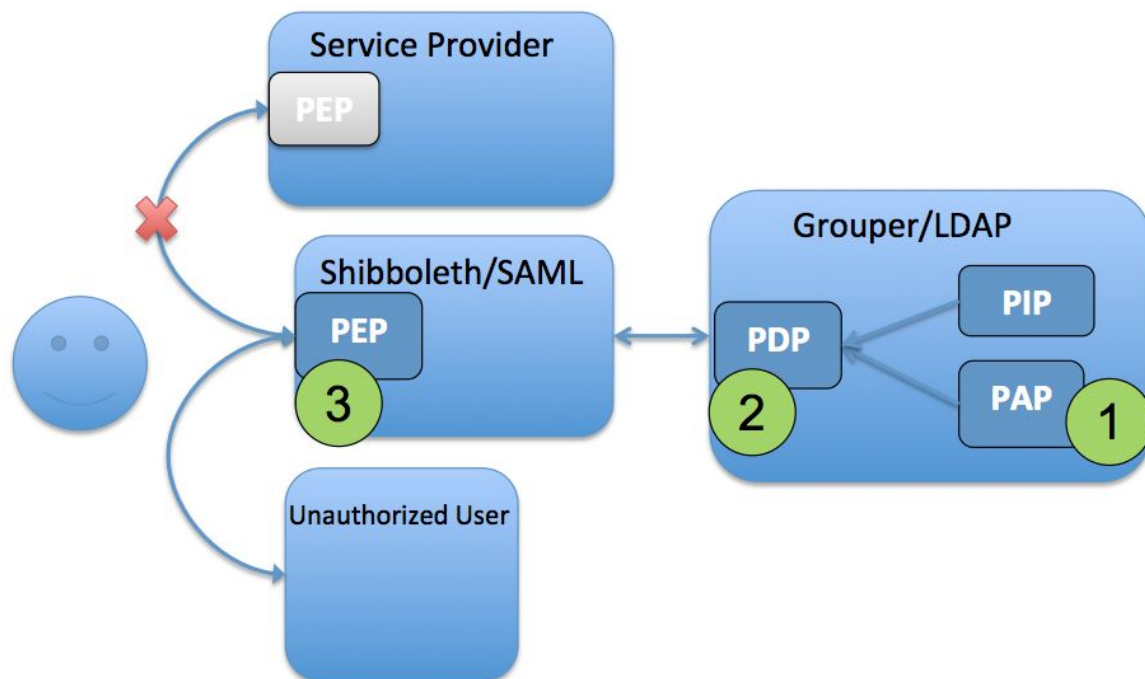 Service Provider
PEP
Shibboleth/SAML
PEP
3
Unauthorized User
Grouper/LDAP
PDP
2
PIP
PAP
1